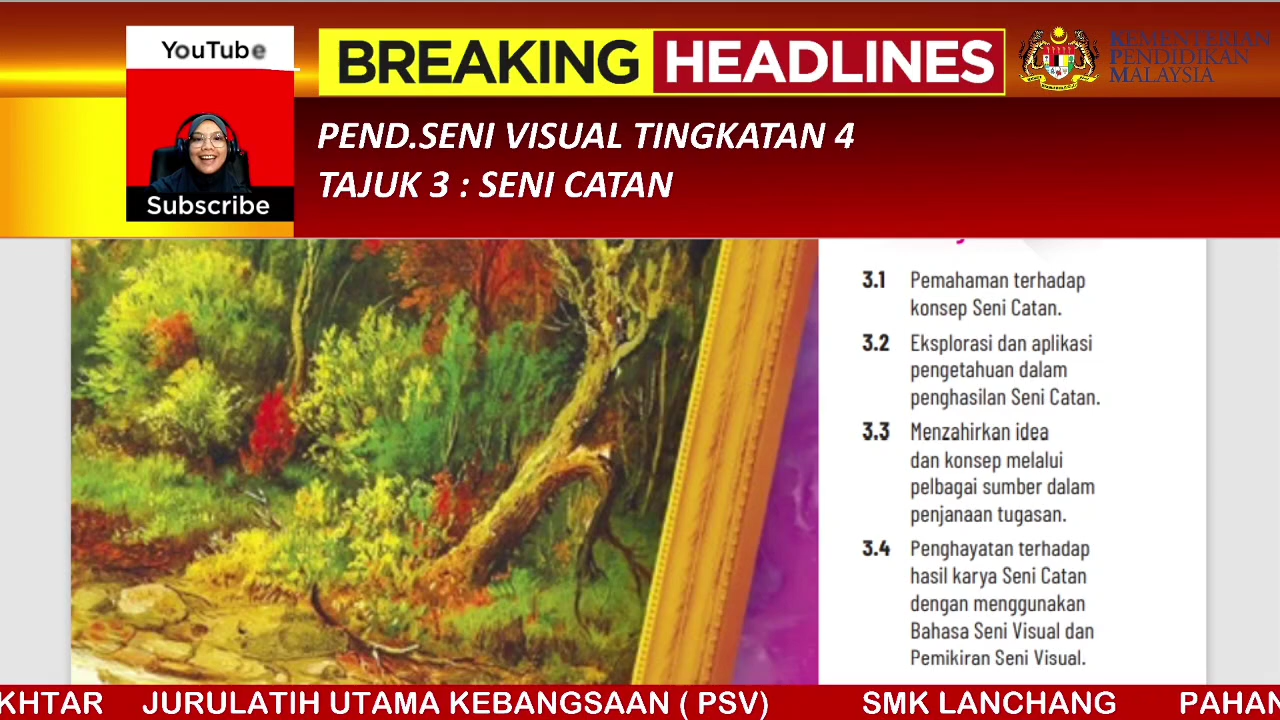 YouTube
BREAKING HEADLINES
KEMENTERIAN
PENDIDIKAN
MALAYSIA
PEND.SENI VISUAL TINGKATAN 4
TAJUK 3 : SENI CATAN
Subscribe
3.1 Pemahaman terhadap
konsep Seni Catan.
3.2 Eksplorasi dan aplikasi
pengetahuan dalam
penghasilan Seni Catan.
3.3 Menzahirkan idea
dan konsep melalui
pelbagai sumber dalam
penjanaan tugasan.
3.4 Penghayatan terhadap
hasil karya Seni Catan
dengan menggunakan
Bahasa Seni Visual dan
Pemikiran Seni Visual.
KHTAR JURULATIH UTAMA KEBANGSAAN ( PSV) SMK LANCHANG PAHAN